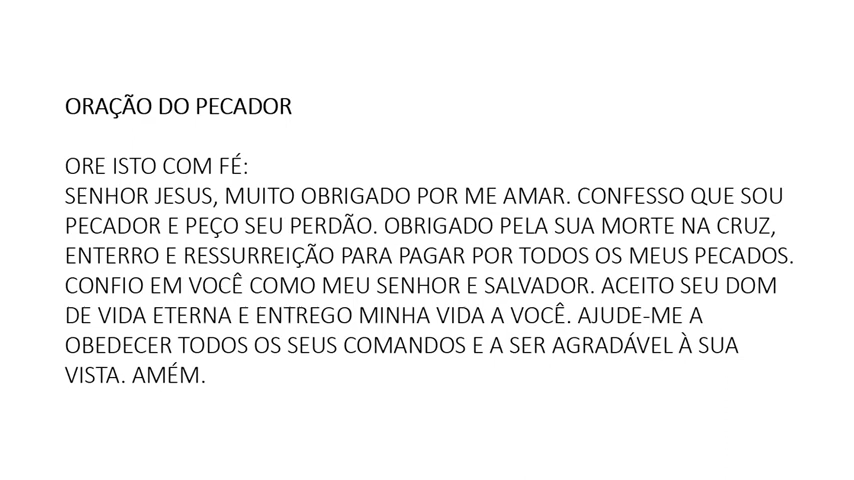 ORAÇÃO DO PECADOR
ORE ISTO COM FÉ:
SENHOR JESUS, MUITO OBRIGADO POR ME AMAR. CONFESSO QUE SOU
PECADOR E PEÇO SEU PERDÃO. OBRIGADO PELA SUA MORTE NA CRUZ,
ENTERRO E RESSURREIÇÃO PARA PAGAR POR TODOS OS MEUS PECADOS.
CONFIO EM VOCÊ COMO MEU SENHOR E SALVADOR. ACEITO SEU DOM
DE VIDA ETERNA E ENTREGO MINHA VIDA A VOCÊ. AJUDE-ME A
OBEDECER TODOS OS SEUS COMANDOS E A SER AGRADÁVEL À SUA
VISTA. AMÉM.